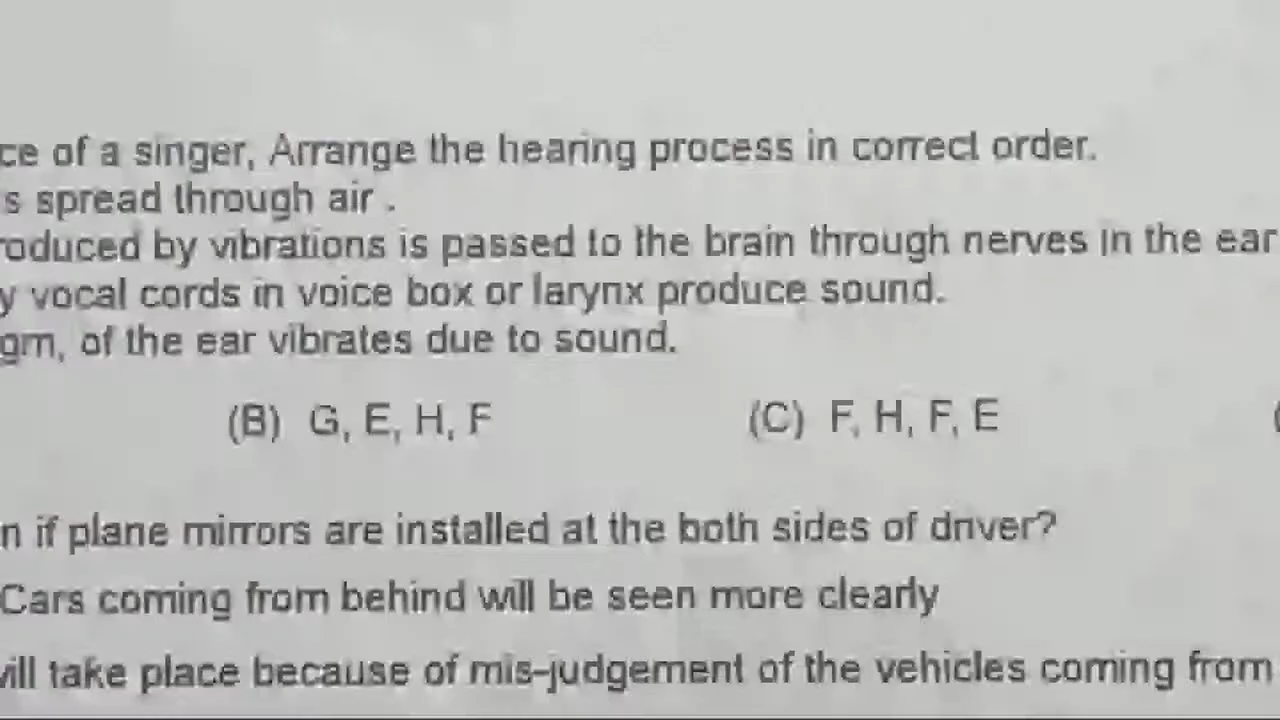 ce of a singer, Arrange the hearing process in correct order.
s spread through air .
roduced by vibrations is passed to the brain through nerves in the ear
y vocal cords in voice box or larynx produce sound.
gm, of the ear vibrates due to sound.
(B) G, E, H, F (C) F, H, F, E (
n if plane mirrors are installed at the both sides of driver?
Cars coming from behind will be seen more clearly
vill take place because of mis-judgement of the vehicles coming from